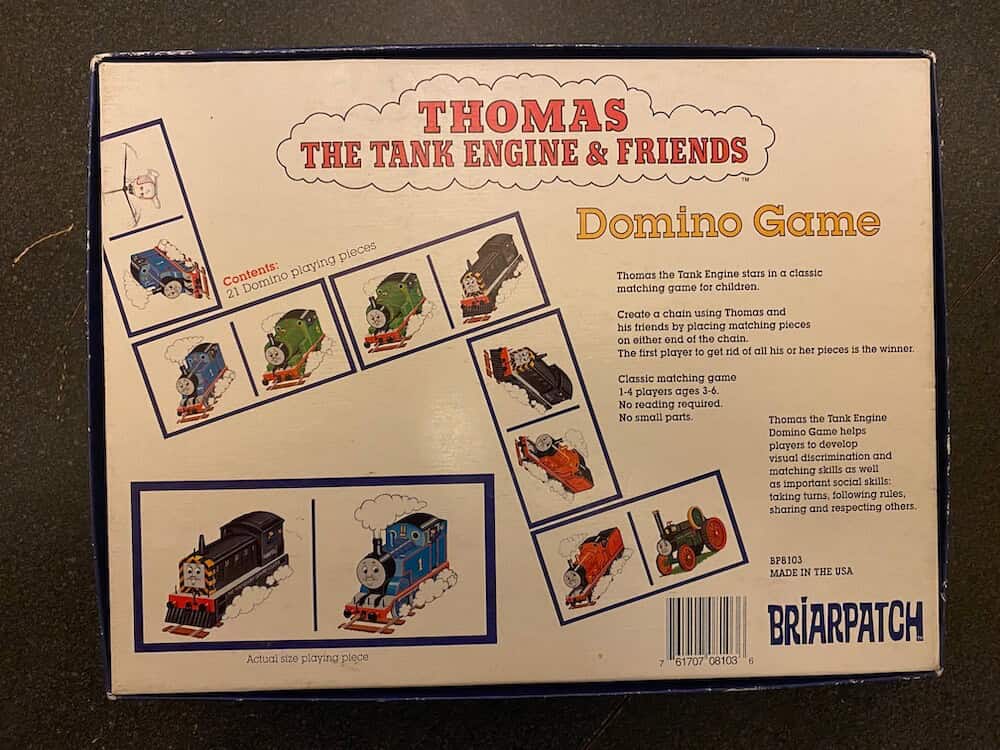 THOMAS
THE TANK ENGINE & FRIENDS
TM
Domino Game
Contents:
21 Domino playing pieces
Thomas the Tank Engine stars in a classic
matching game for children.
Create a chain using Thomas and
his friends by placing matching pieces
on either end of the chain.
The first player to get rid of all his or her pieces is the winner.
Classic matching game
1-4 players ages 3-6.
No reading required.
No small parts.
Thomas the Tank Engine
Domino Game helps
players to develop
visual discrimination and
matching skills as well
as important social skills:
taking turns, following rules,
sharing and respecting others.
1
Actual size playing piece
BP8103
MADE IN THE USA
BRIARPATCH
7 61707 08103 6